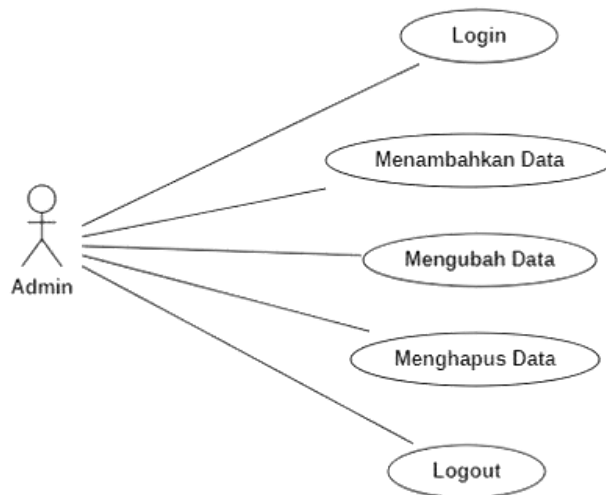 Login
Menambahkan Data
Mengubah Data
Admin
Menghapus Data
Logout